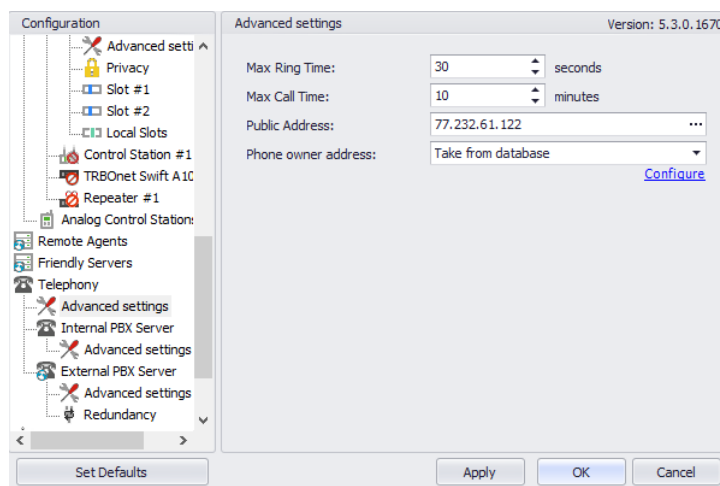 Configuration
Advanced setti
Privacy
Slot #1
Slot #2
Local Slots
Control Station #1
TRBOnet Swift A10
Repeater #1
Analog Control Station
Remote Agents
Friendly Servers
Telephony
Advanced settings
Internal PBX Server
Advanced settings
External PBX Server
Advanced settings
Redundancy
Set Defaults
Advanced settings Version: 5.3.0.1670
Max Ring Time: 30 seconds
Max Call Time: 10 minutes
Public Address: 77.232.61.122 ...
Phone owner address: Take from database
Configure
Apply OK Cancel